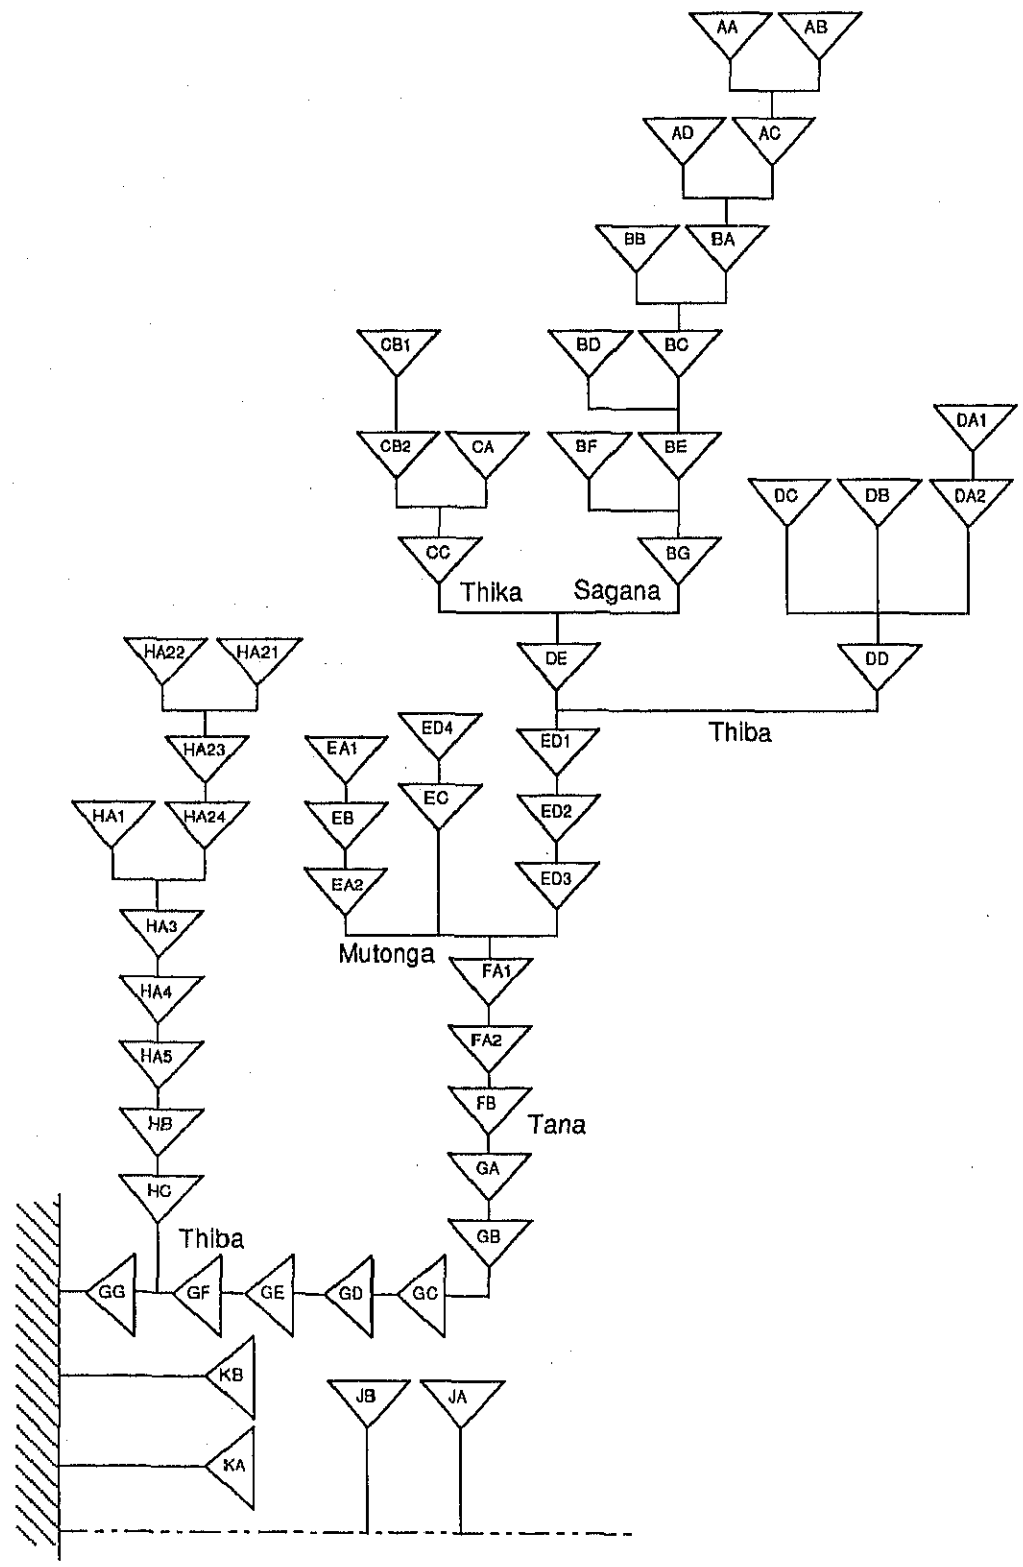 AA AB
AD AC
BB BA
CB1 BD BC
DA1
CB2 CA BF BE
DC DB DA2
CC BG
Thika Sagana
HA22 HA21 DE DD
ED4 Thiba
HA23 EA1 ED1
EC
HA1 HA24 EB ED2
EA2 ED3
HA3
Mutonga FA1
HA4
FA2
HA5
FB
HB Tana
GA
HC
GB
Thiba
GG GF GE GD GC
KB
JB JA
KA